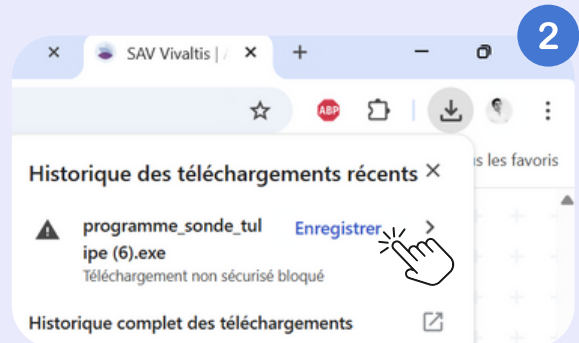 2
SAV Vivaltis | /
ABP
us les favoris
Historique des téléchargements récents
programme_sonde_tul
ipe (6).exe
Enregistrer
Téléchargement non sécurisé bloqué
Historique complet des téléchargements